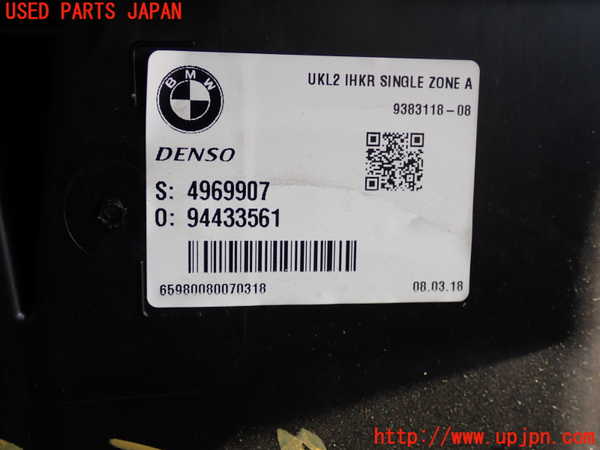 USED PARTS JAPAN
BMW
UKL2 IHKR SINGLE ZONE A
9383118-08
DENSO
S: 4969907
O: 94433561
65980080070318
08.03.18
http://www.upjpn.com/